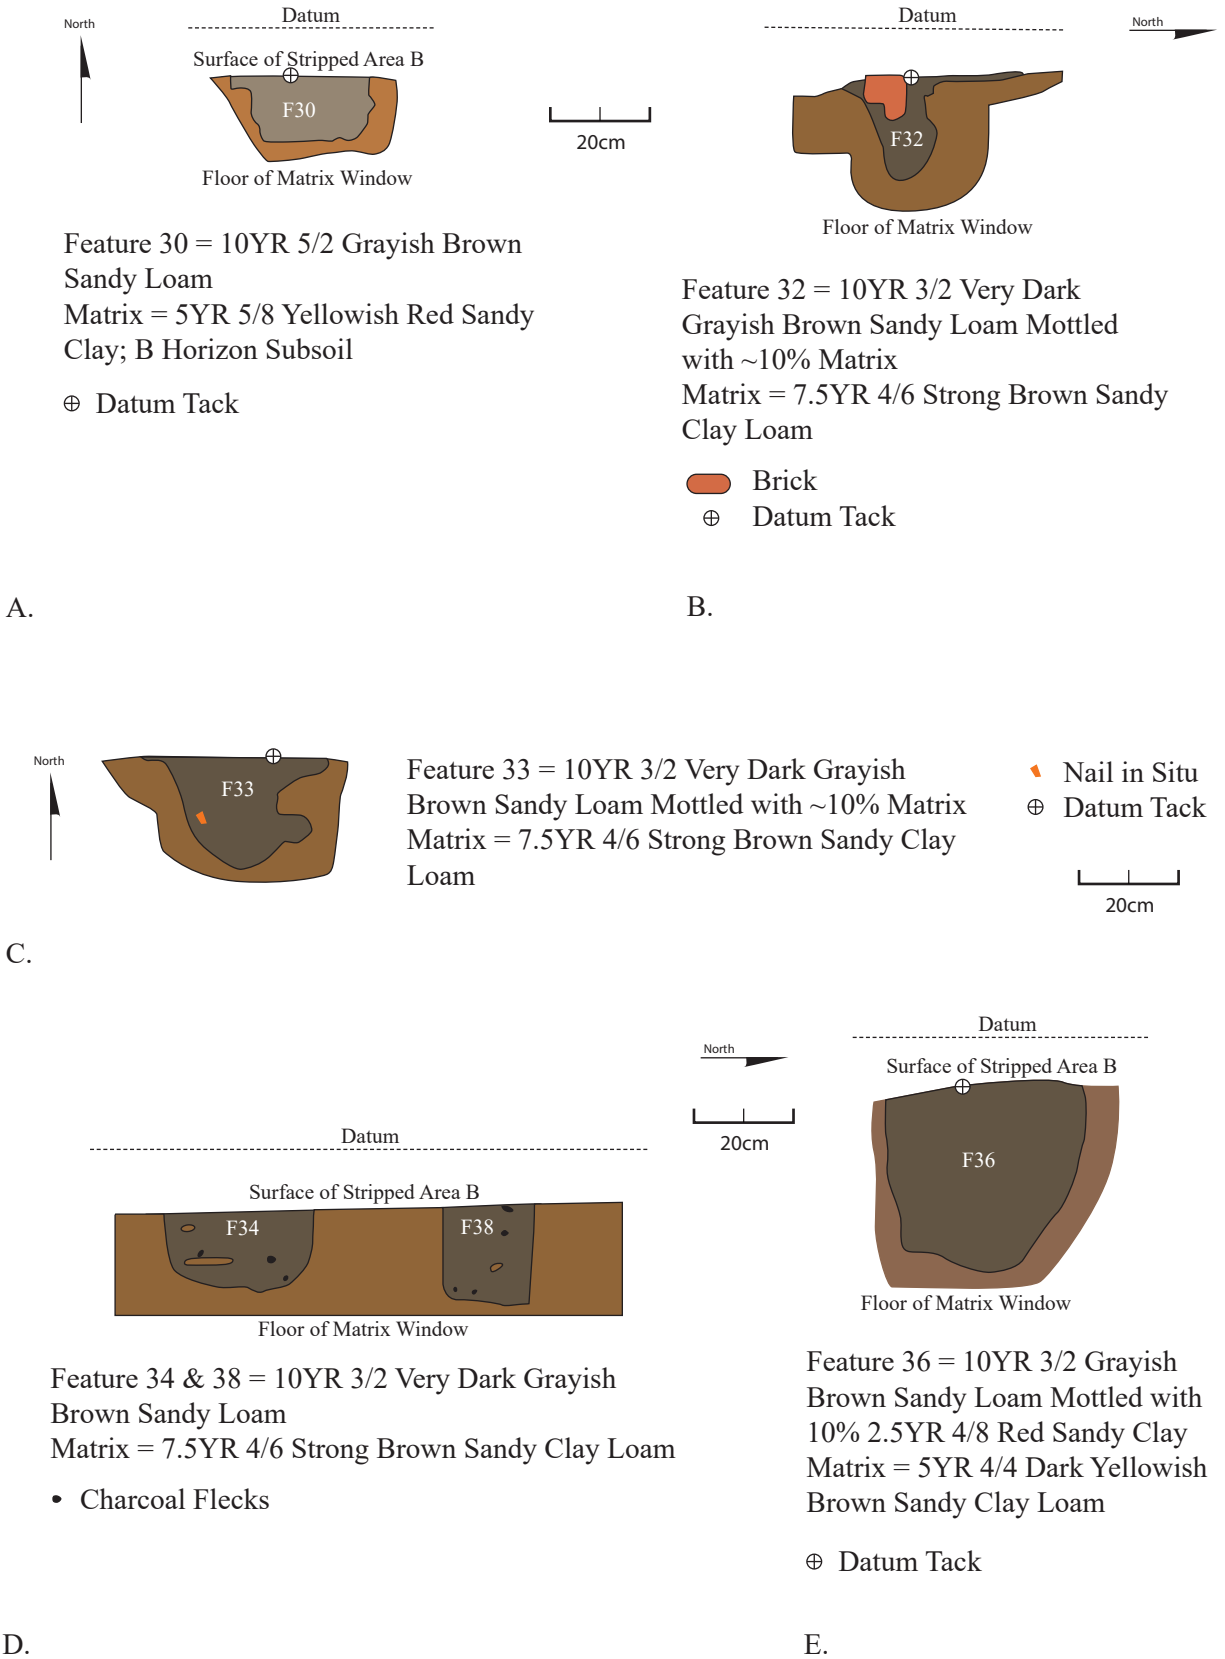 North
Datum
Surface of Stripped Area B
F30
20cm
Floor of Matrix Window
Feature 30 = 10YR 5/2 Grayish Brown
Sandy Loam
Matrix = 5YR 5/8 Yellowish Red Sandy
Clay; B Horizon Subsoil
Datum Tack
A.
Datum
North
F32
Floor of Matrix Window
Feature 32 = 10YR 3/2 Very Dark
Grayish Brown Sandy Loam Mottled
with ~10% Matrix
Matrix = 7.5YR 4/6 Strong Brown Sandy
Clay Loam
Brick
Datum Tack
B.
North
F33
Feature 33 = 10YR 3/2 Very Dark Grayish
Brown Sandy Loam Mottled with ~10% Matrix
Matrix = 7.5YR 4/6 Strong Brown Sandy Clay
Loam
Nail in Situ
Datum Tack
20cm
C.
Datum
Surface of Stripped Area B
F34
F38
Floor of Matrix Window
Feature 34 & 38 = 10YR 3/2 Very Dark Grayish
Brown Sandy Loam
Matrix = 7.5YR 4/6 Strong Brown Sandy Clay Loam
Charcoal Flecks
D.
North
20cm
Datum
Surface of Stripped Area B
F36
Floor of Matrix Window
Feature 36 = 10YR 3/2 Grayish
Brown Sandy Loam Mottled with
10% 2.5YR 4/8 Red Sandy Clay
Matrix = 5YR 4/4 Dark Yellowish
Brown Sandy Clay Loam
Datum Tack
E.